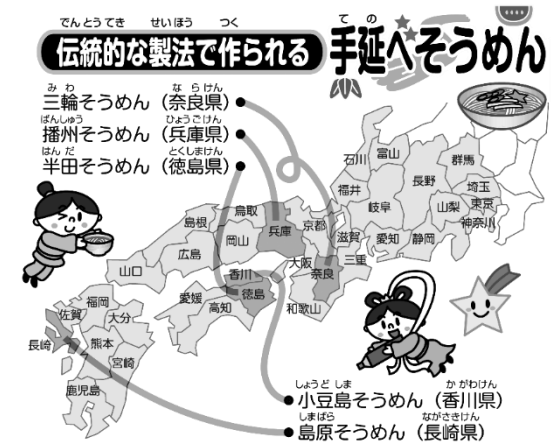 でんとうてき せいほう つく
伝統的な製法で作られる
て の
手延べそうめん
み わ な ら けん
三輪そうめん（奈良県）
ばんしゅう ひょうごけん
播州そうめん（兵庫県）
はん だ とくしまけん
半田そうめん（徳島県）
石川
富山
群馬
福井
岐阜
長野
埼玉
東京
山梨
神奈川
鳥取
島根
兵庫
京都
滋賀
愛知
静岡
岡山
広島
山口
大阪
奈良
三重
和歌山
香川
徳島
愛媛
高知
福岡
佐賀
大分
長崎
熊本
宮崎
鹿児島
しょうど しま か がわけん
小豆島そうめん（香川県）
しまばら ながさきけん
島原そうめん（長崎県）